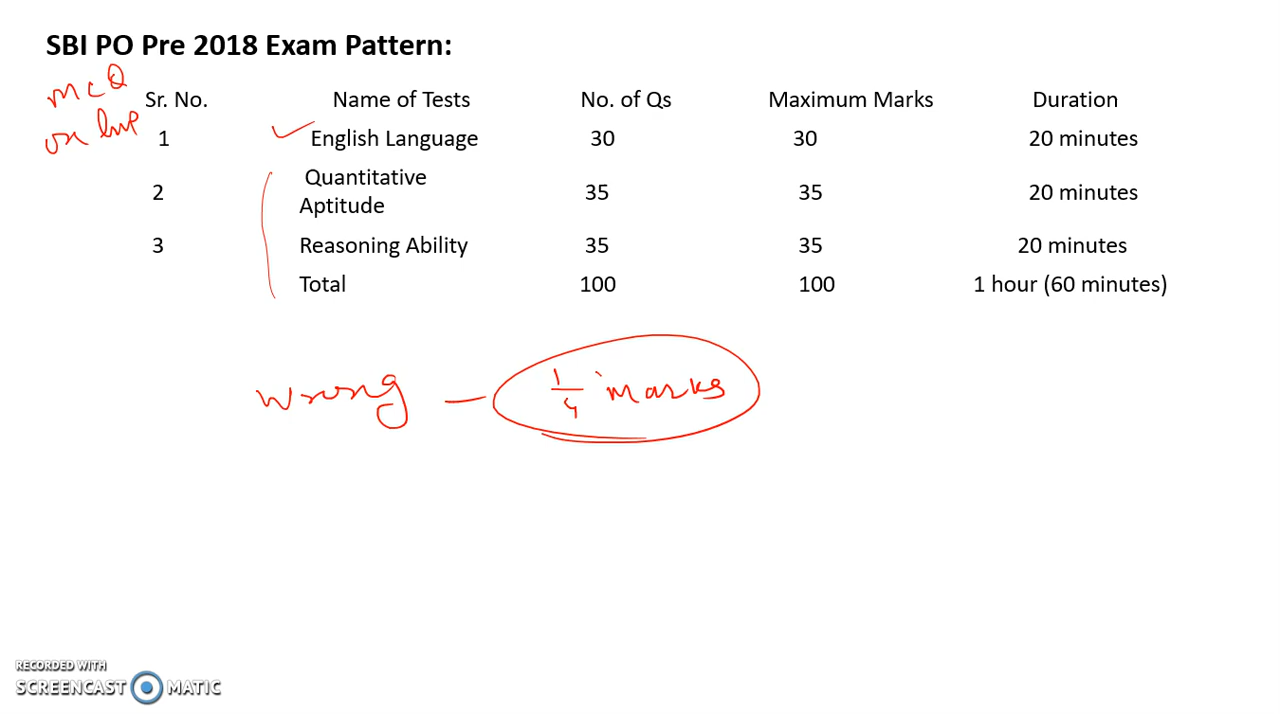 SBI PO Pre 2018 Exam Pattern:
MCQ
on line
Sr. No. Name of Tests No. of Qs Maximum Marks Duration
1 English Language 30 30 20 minutes
2 Quantitative Aptitude 35 35 20 minutes
3 Reasoning Ability 35 35 20 minutes
Total 100 100 1 hour (60 minutes)
Wrong — 1/4 marks
RECORDED WITH
SCREENCAST MATIC